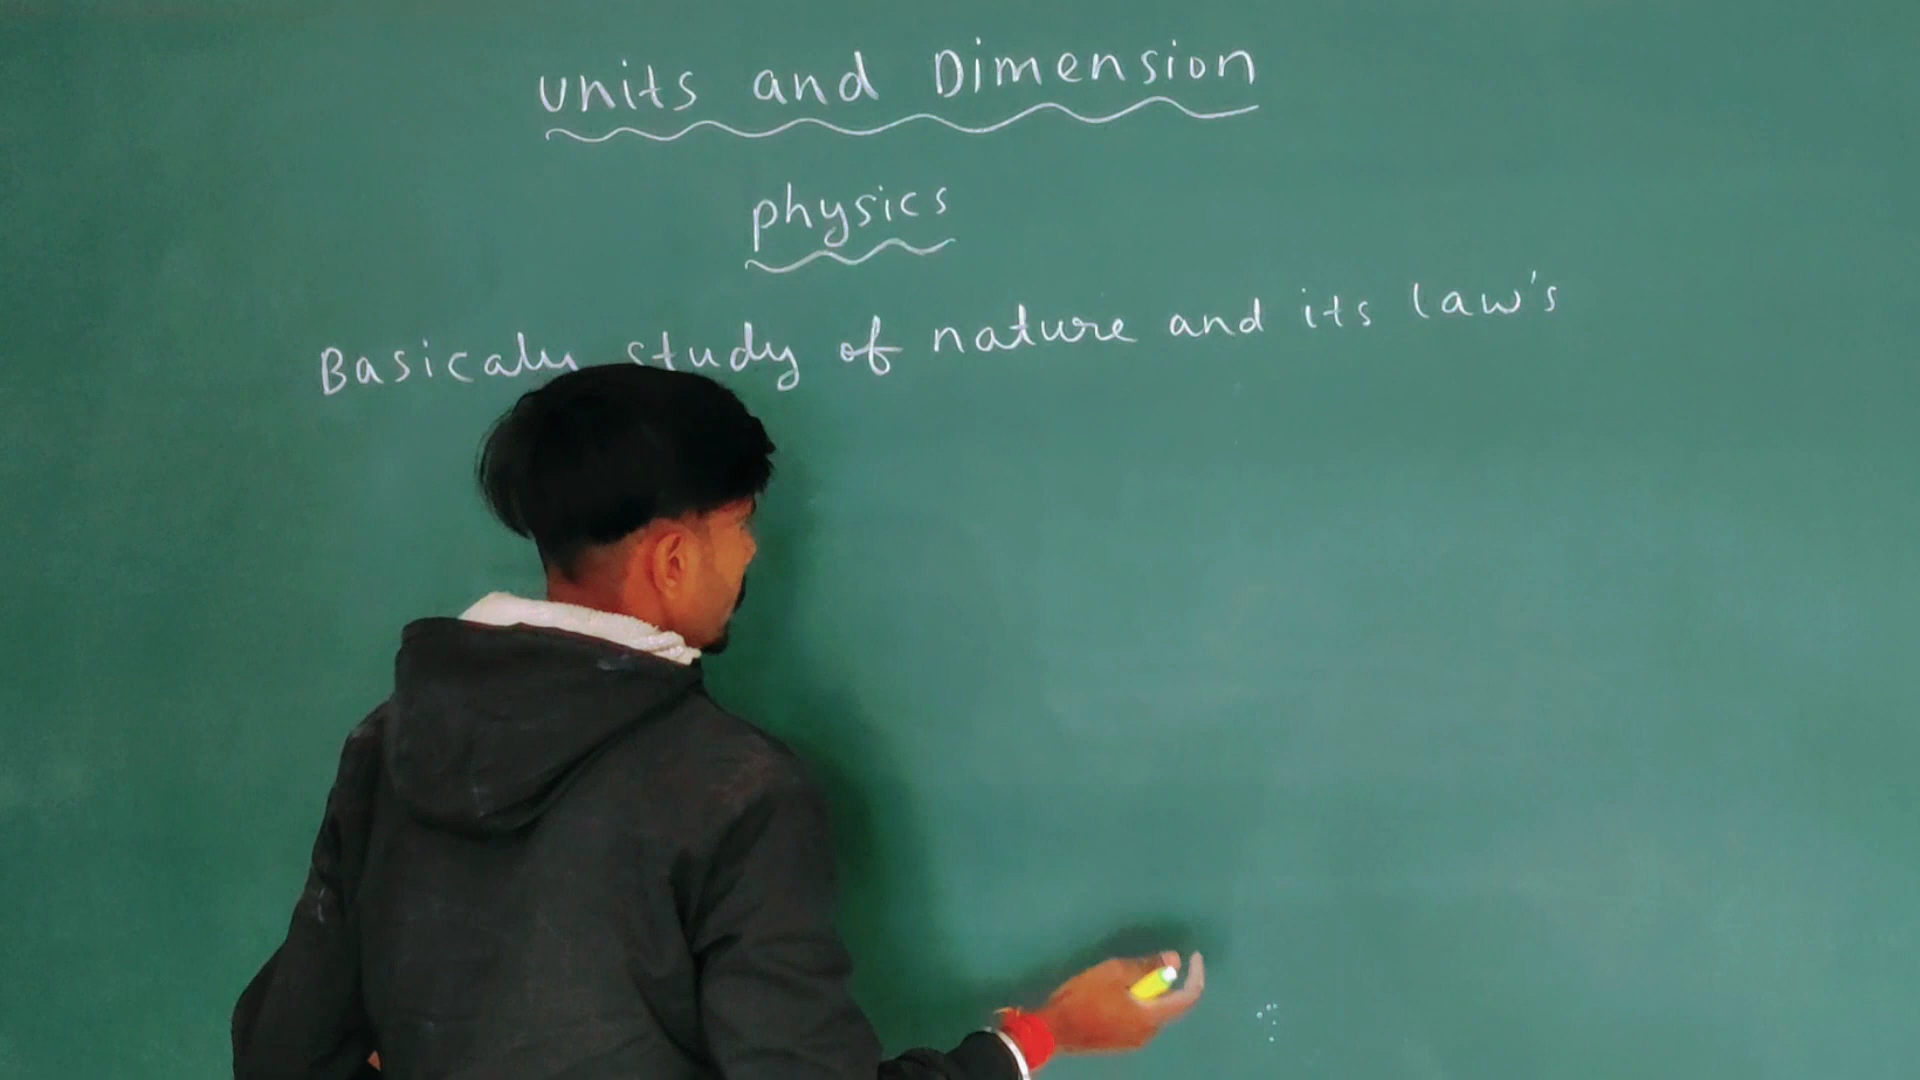 units and Dimension
physics
Basicaly study of nature and its law's